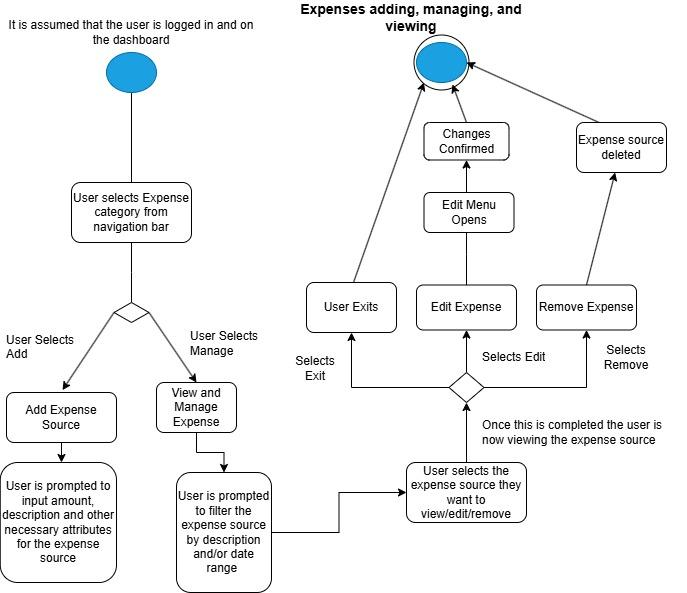 It is assumed that the user is logged in and on
the dashboard
Expenses adding, managing, and
viewing
User selects Expense
category from
navigation bar
User Selects
Add
User Selects
Manage
Add Expense
Source
View and
Manage
Expense
User is prompted to
input amount,
description and other
necessary attributes
for the expense
source
User is prompted
to filter the
expense source
by description
and/or date
range
User selects the
expense source they
want to
view/edit/remove
Once this is completed the user is
now viewing the expense source
Selects
Exit
Selects Edit
Selects
Remove
User Exits
Edit Expense
Remove Expense
Edit Menu
Opens
Changes
Confirmed
Expense source
deleted